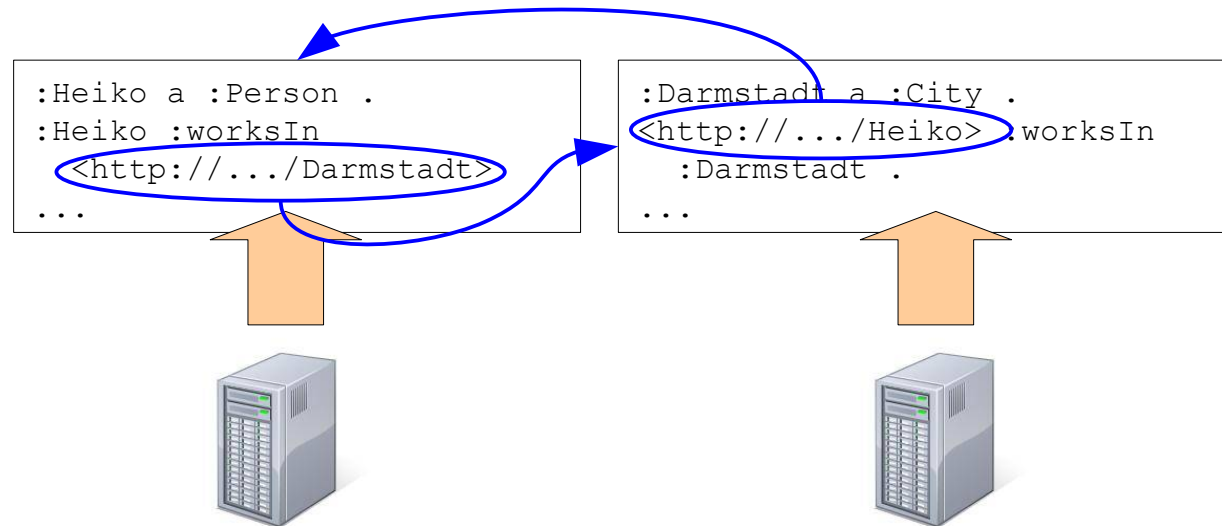 :Heiko a :Person .
:Heiko :worksIn
<http://.../Darmstadt>
...
:Darmstadt a :City .
<http://.../Heiko> :worksIn
:Darmstadt .
...